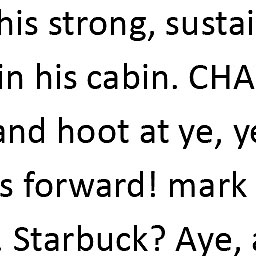 his strong, sustai
in his cabin. CHA
and hoot at ye, ye
s forward! mark
. Starbuck? Aye, a